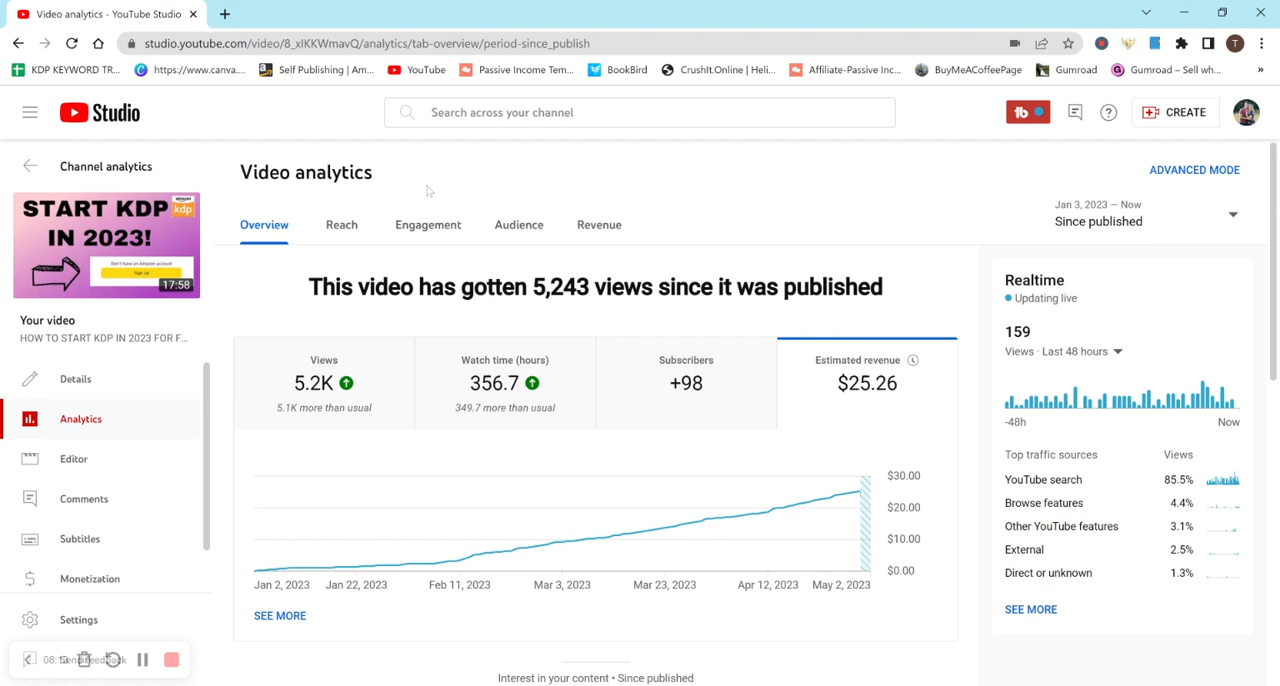 Video analytics - YouTube Studio
studio.youtube.com/video/8_xIKKWmavQ/analytics/tab-overview/period-since_publish
KDP KEYWORD TR...
https://www.canva....
Self Publishing | Am...
YouTube
Passive Income Tem...
BookBird
CrushIt.Online | Heli...
Affiliate-Passive Inc...
BuyMeACoffeePage
Gumroad
Gumroad – Sell wh...
»
T
Studio
Search across your channel
tb
CREATE
Channel analytics
START KDP
IN 2023!
amazon
kdp
Don't have an Amazon account
Sign up
17:58
Your video
HOW TO START KDP IN 2023 FOR F...
Details
Analytics
Editor
Comments
Subtitles
Monetization
Settings
Send feedback
Video analytics
ADVANCED MODE
Overview
Reach
Engagement
Audience
Revenue
Jan 3, 2023 – Now
Since published
This video has gotten 5,243 views since it was published
Views
5.2K
5.1K more than usual
Watch time (hours)
356.7
349.7 more than usual
Subscribers
+98
Estimated revenue
$25.26
$30.00
$20.00
$10.00
$0.00
Jan 2, 2023
Jan 22, 2023
Feb 11, 2023
Mar 3, 2023
Mar 23, 2023
Apr 12, 2023
May 2, 2023
SEE MORE
Interest in your content • Since published
Realtime
Updating live
159
Views · Last 48 hours
-48h
Now
Top traffic sources Views
YouTube search 85.5%
Browse features 4.4%
Other YouTube features 3.1%
External 2.5%
Direct or unknown 1.3%
SEE MORE